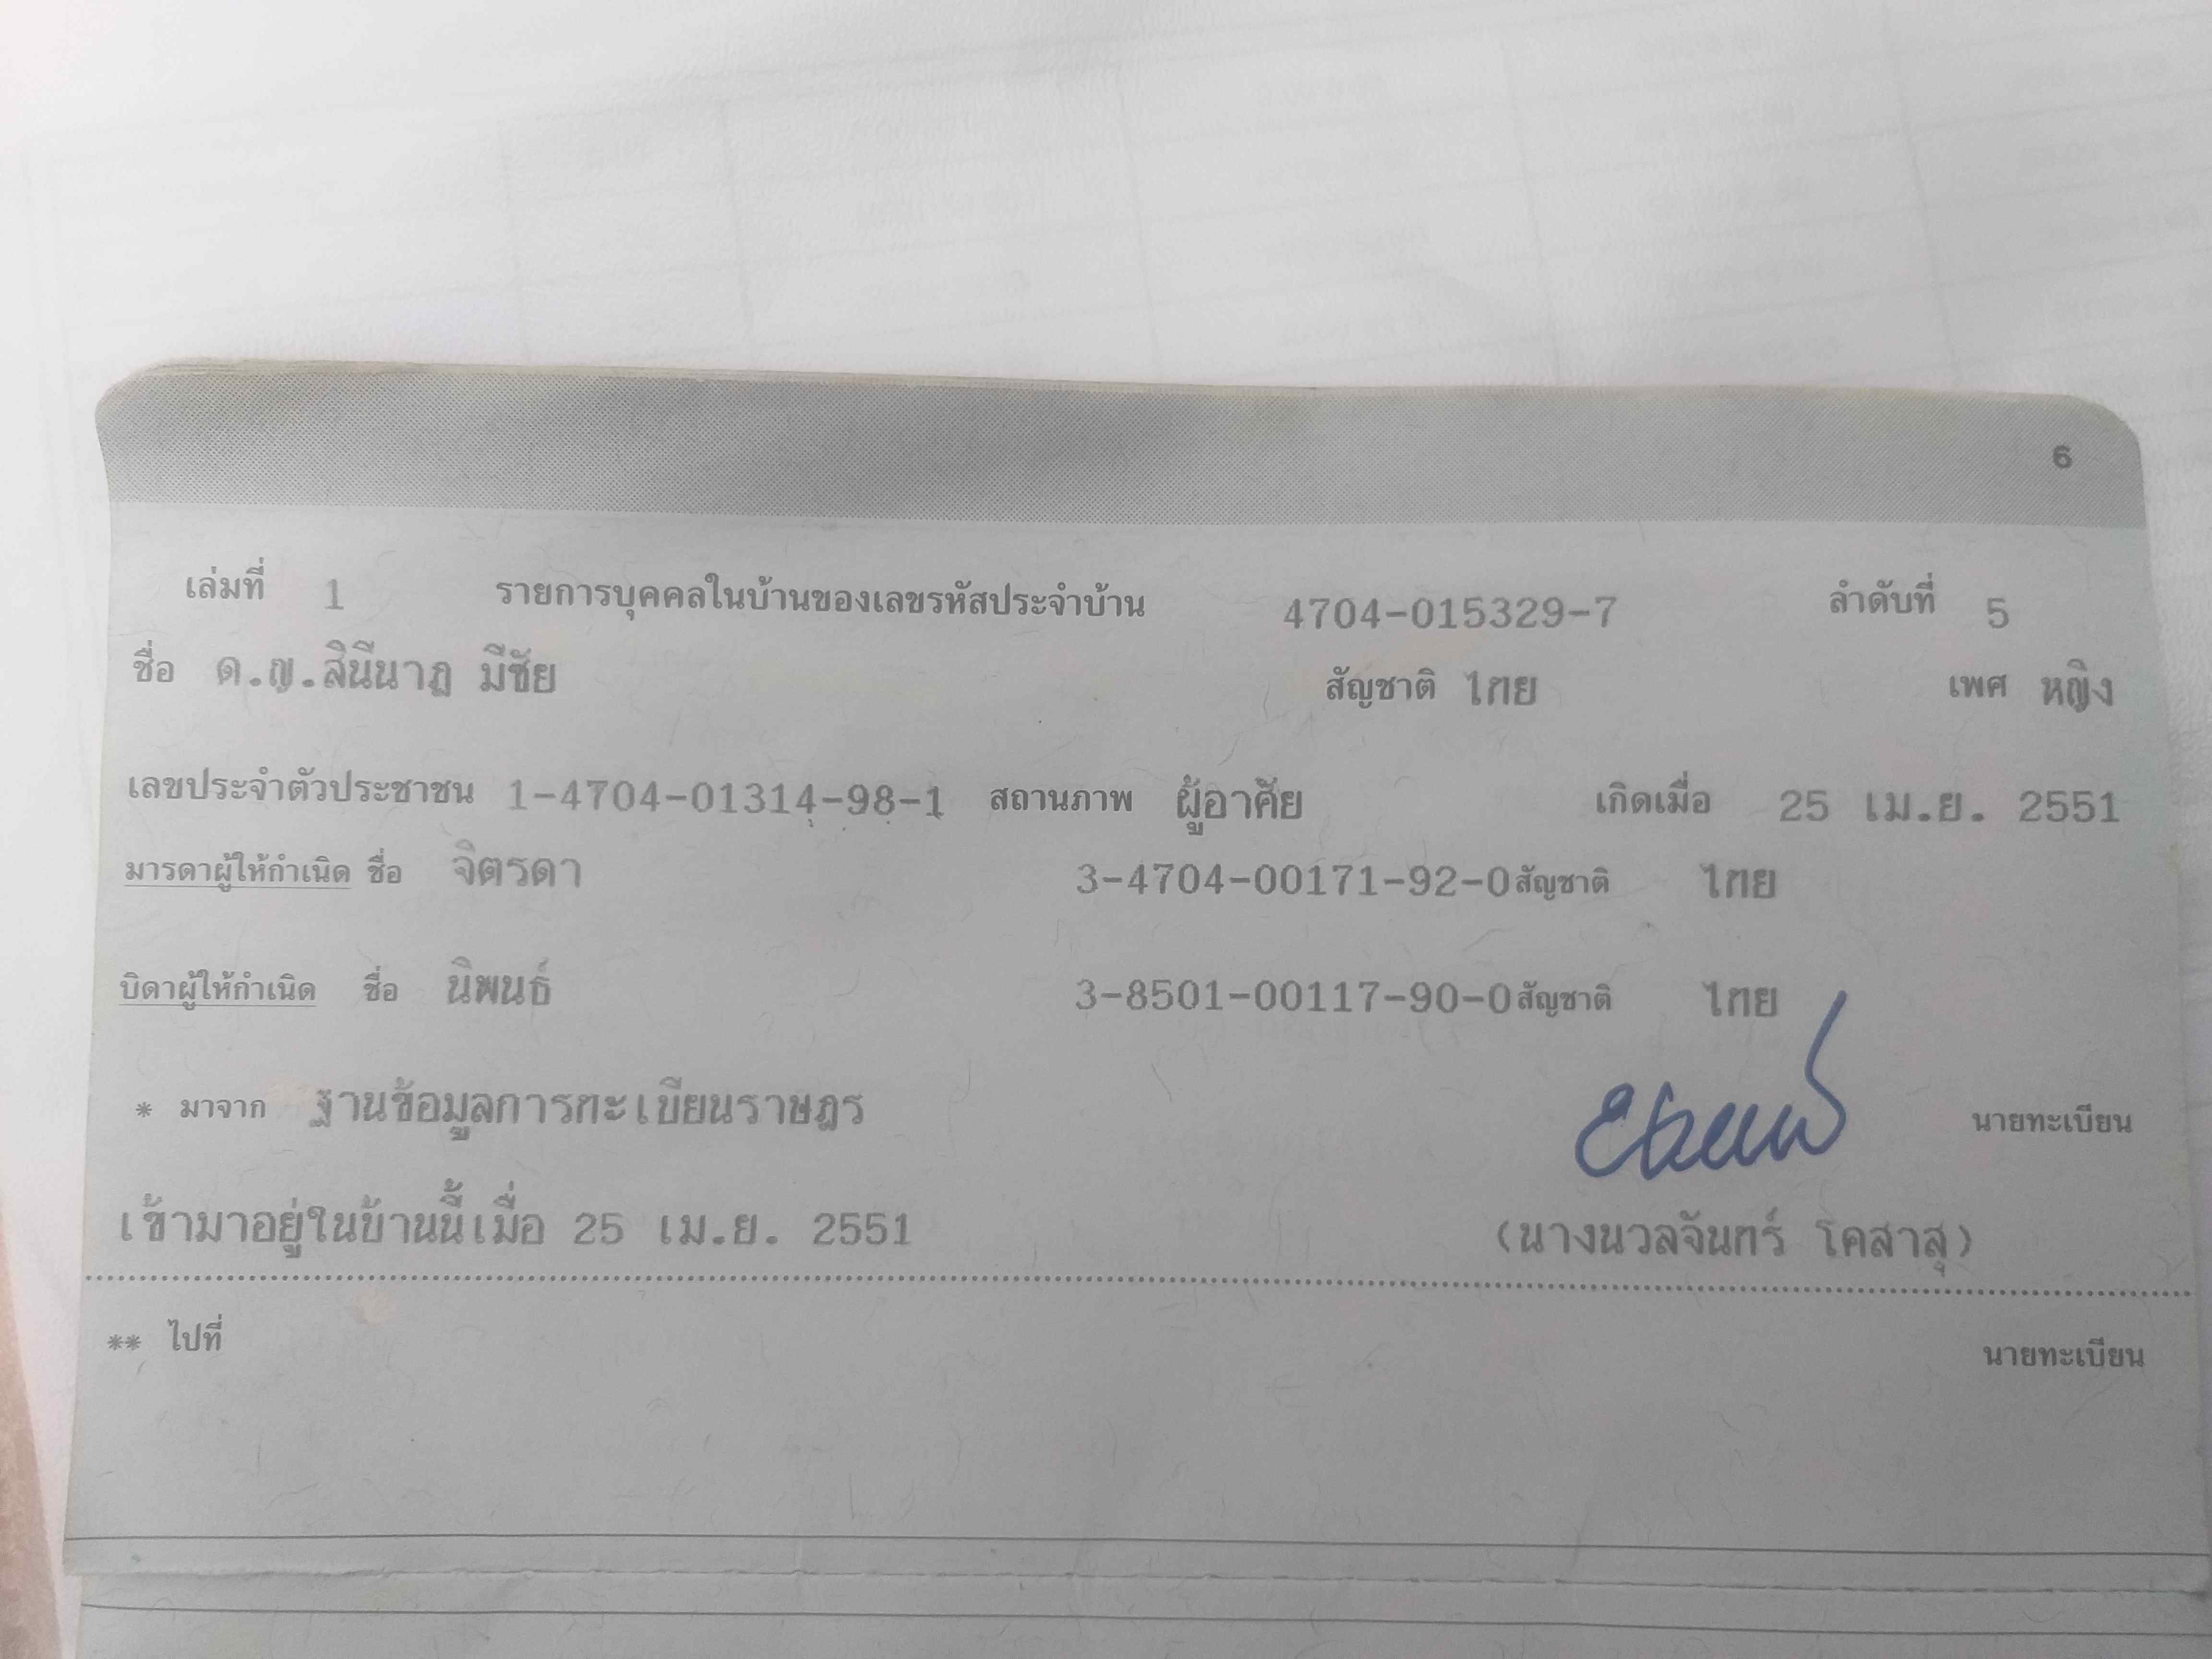 6
เล่มที่ 1 รายการบุคคลในบ้านของเลขรหัสประจำบ้าน 4704-015329-7 ลำดับที่ 5
ชื่อ ด.ญ.สินีนาฏ มีชัย สัญชาติ ไทย เพศ หญิง
เลขประจำตัวประชาชน 1-4704-01314-98-1 สถานภาพ ผู้อาศัย เกิดเมื่อ 25 เม.ย. 2551
มารดาผู้ให้กำเนิด ชื่อ จิตรดา 3-4704-00171-92-0 สัญชาติ ไทย
บิดาผู้ให้กำเนิด ชื่อ นิพนธ์ 3-8501-00117-90-0 สัญชาติ ไทย
* มาจาก ฐานข้อมูลการทะเบียนราษฎร นายทะเบียน
เข้ามาอยู่ในบ้านนี้เมื่อ 25 เม.ย. 2551 (นางนวลจันทร์ โคสาสุ)
** ไปที่ นายทะเบียน